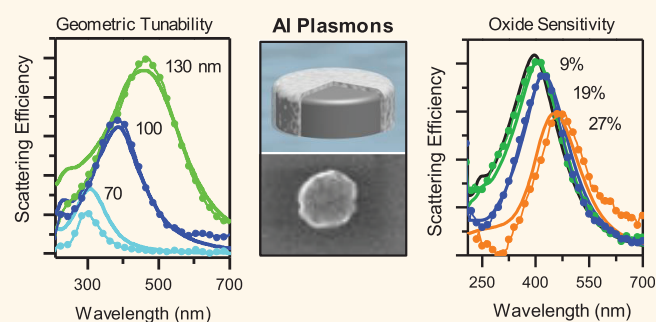 Geometric Tunability
Scattering Efficiency
130 nm
100
70
300
500
700
Wavelength (nm)
Al Plasmons
Oxide Sensitivity
Scattering Efficiency
9%
19%
27%
250
400
550
700
Wavelength (nm)